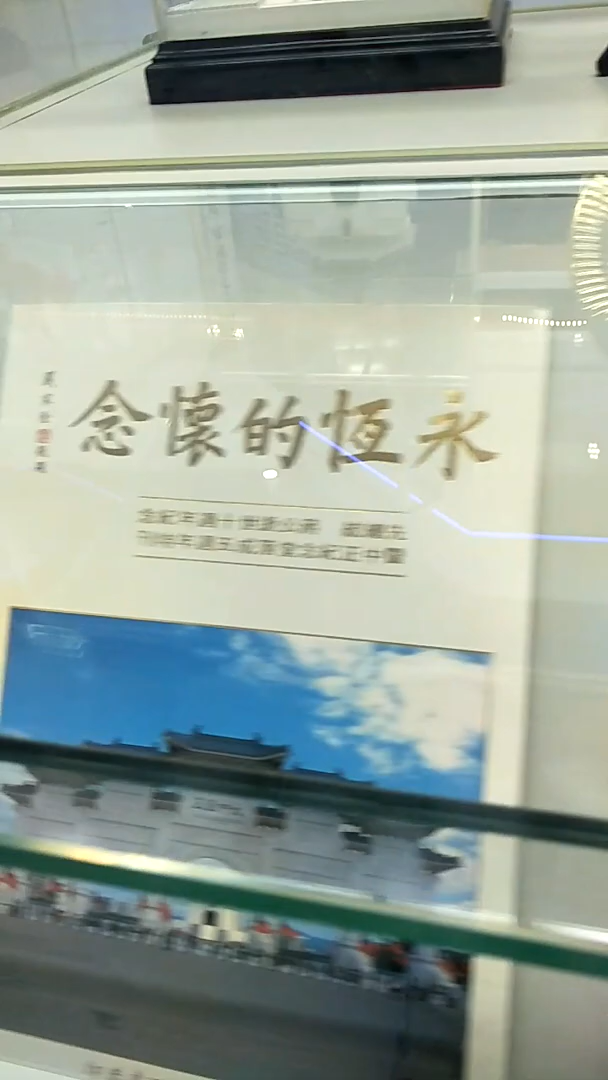 永恆的懷念
先總統 蔣公逝世十週年紀念
暨中正紀念堂落成五週年特刊